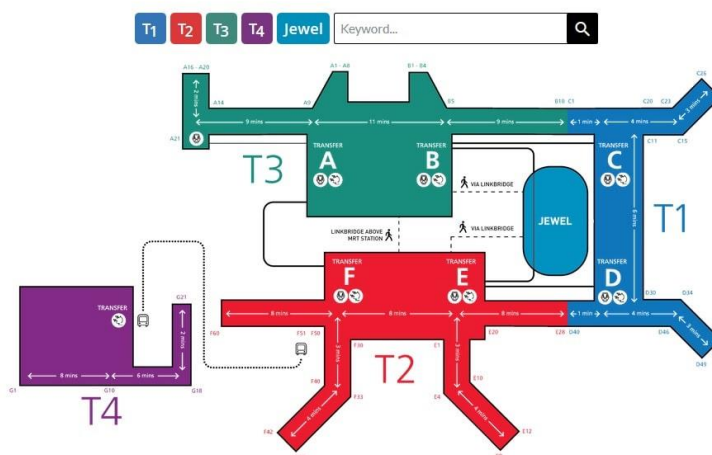 T1 T2 T3 T4 Jewel Keyword...
A16 - A20
A1 - A8
B1 - B4
C25
A14
A9
B5
B10
C1
C20
C23
2 mins
3 mins
9 mins
11 mins
9 mins
1 min
4 mins
A21
C11
C15
TRANSFER
A
TRANSFER
B
TRANSFER
C
T3
VIA LINKBRIDGE
6 mins
T1
JEWEL
LINKBRIDGE ABOVE
MRT STATION
VIA LINKBRIDGE
TRANSFER
F
TRANSFER
E
TRANSFER
D
G21
D30
D34
TRANSFER
8 mins
8 mins
8 mins
1 min
4 mins
3 mins
2 mins
F60
F51
F50
F30
E1
E20
E28
D40
D46
D49
3 mins
3 mins
T2
8 mins
6 mins
G1
G10
G18
F40
F33
E4
E10
T4
4 mins
4 mins
F42
E12